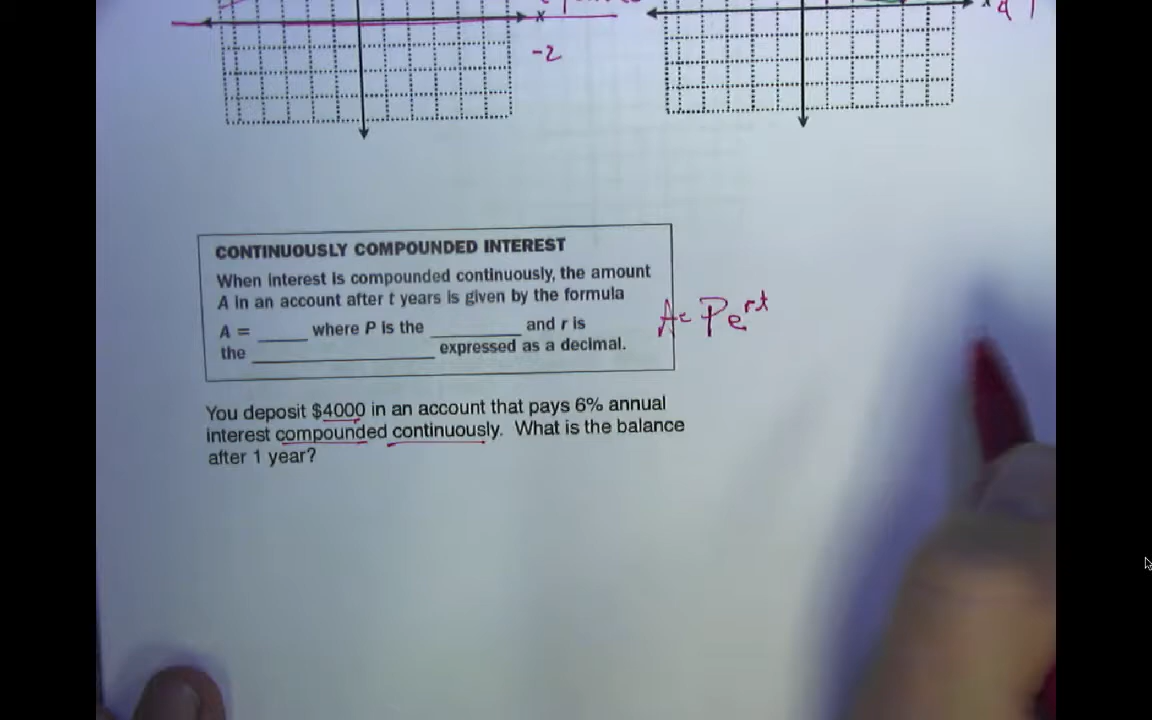 x
-2
x
CONTINUOUSLY COMPOUNDED INTEREST
When interest is compounded continuously, the amount
A in an account after t years is given by the formula
A = _____ where P is the _________ and r is
the __________________ expressed as a decimal.
A = Pe^rt
You deposit $4000 in an account that pays 6% annual
interest compounded continuously. What is the balance
after 1 year?